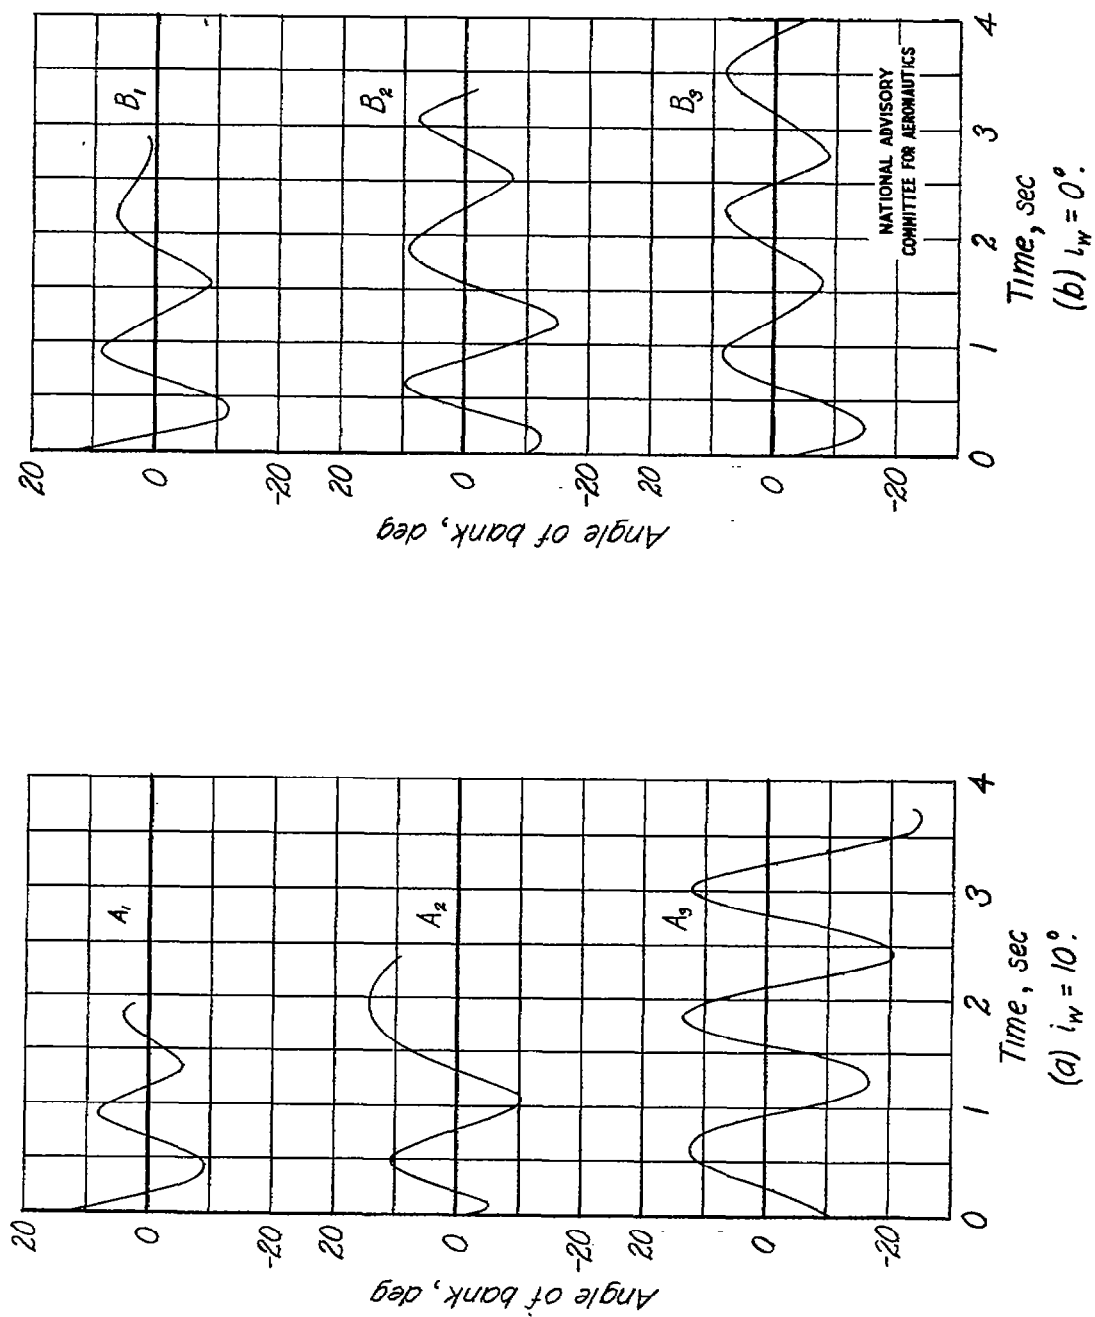 20
0
-20
20
0
-20
20
0
-20
Angle of bank, deg
A₁
A₂
A₃
0 1 2 3 4
Time, sec
(a) i_w = 10°.
20
0
-20
20
0
-20
20
0
-20
Angle of bank, deg
B₁
B₂
B₃
NATIONAL ADVISORY
COMMITTEE FOR AERONAUTICS
0 1 2 3 4
Time, sec
(b) i_w = 0°.